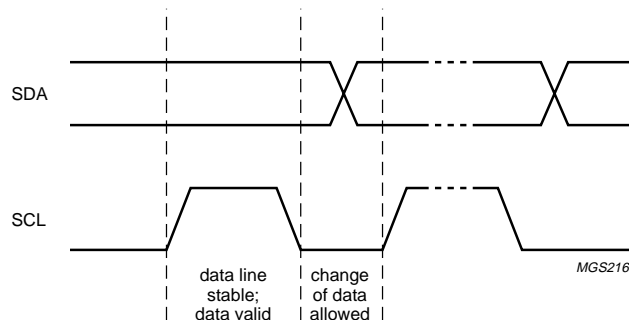 SDA
SCL
MGS216
data line
stable;
data valid
change
of data
allowed